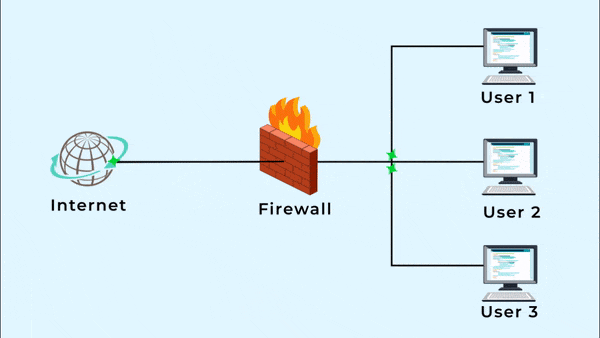 User 1
Internet
Firewall
User 2
User 3